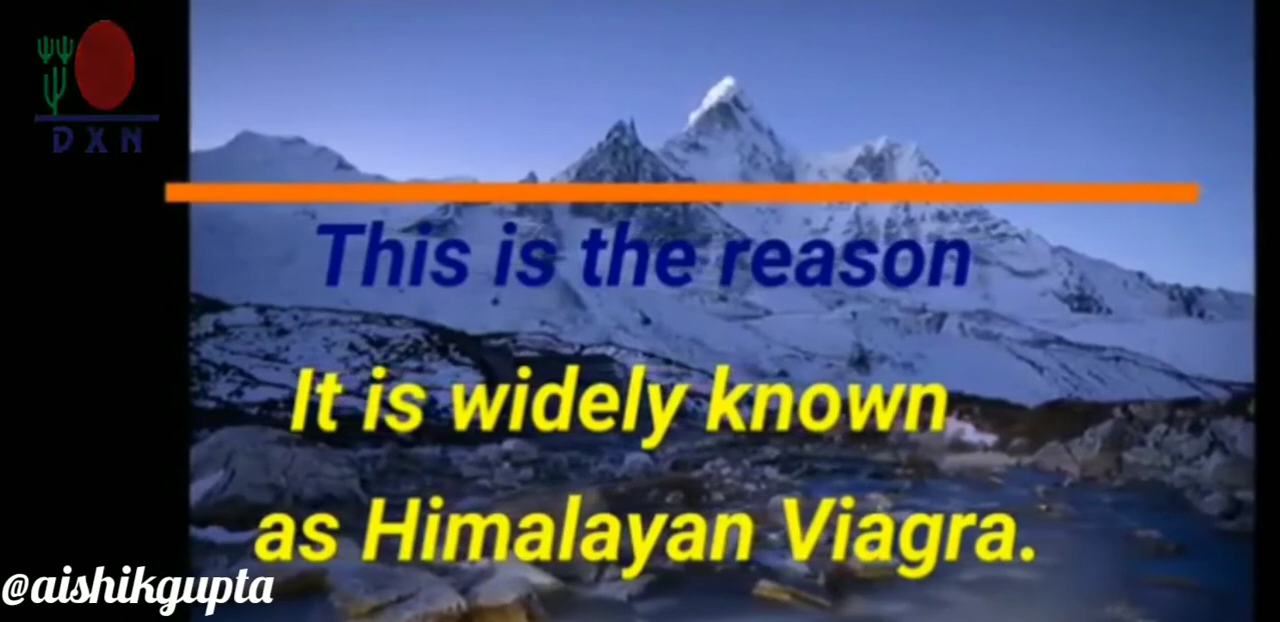 DXN
This is the reason
It is widely known
as Himalayan Viagra.
@aishikgupta